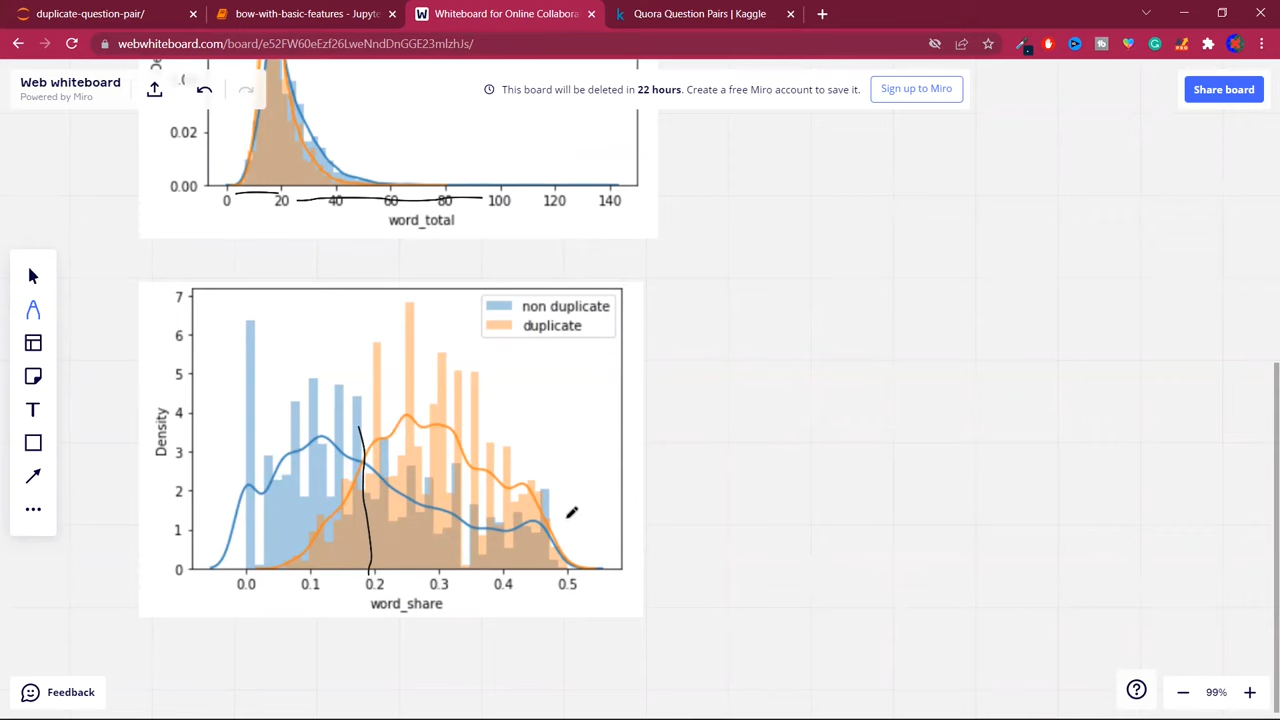 duplicate-question-pair/
bow-with-basic-features - Jupyte
Whiteboard for Online Collabora
Quora Question Pairs | Kaggle
webwhiteboard.com/board/e52FW60eEzf26LweNndDnGGE23mlzhJs/
Web whiteboard
Powered by Miro
This board will be deleted in 22 hours. Create a free Miro account to save it.
Sign up to Miro
Share board
0.02
0.00
0 20 40 60 80 100 120 140
word_total
7
6
5
4
3
2
1
0
Density
non duplicate
duplicate
0.0 0.1 0.2 0.3 0.4 0.5
word_share
T
Feedback
99%